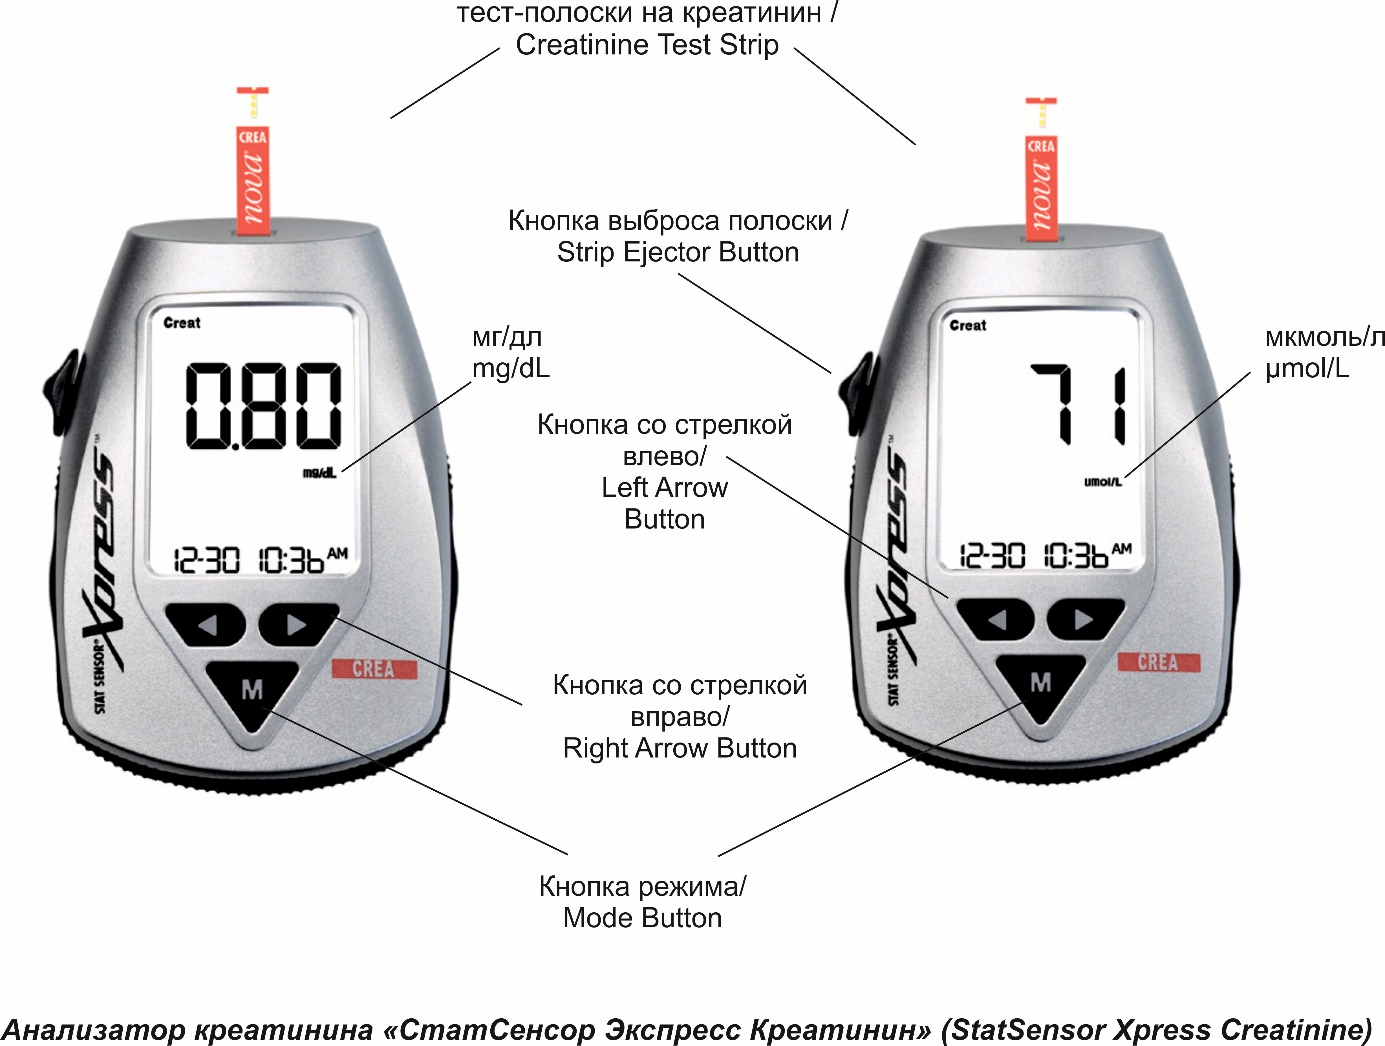 тест-полоски на креатинин /
Creatinine Test Strip
CREA
nova
CREA
nova
Кнопка выброса полоски /
Strip Ejector Button
Creat
0.80
mg/dL
12-30 10:36 AM
мг/дл
mg/dL
Creat
71
umol/L
12-30 10:36 AM
мкмоль/л
µmol/L
Кнопка со стрелкой
влево/
Left Arrow
Button
STAT SENSOR® Xpress™
M
CREA
STAT SENSOR® Xpress™
M
CREA
Кнопка со стрелкой
вправо/
Right Arrow Button
Кнопка режима/
Mode Button
Анализатор креатинина «СтатСенсор Экспресс Креатинин» (StatSensor Xpress Creatinine)